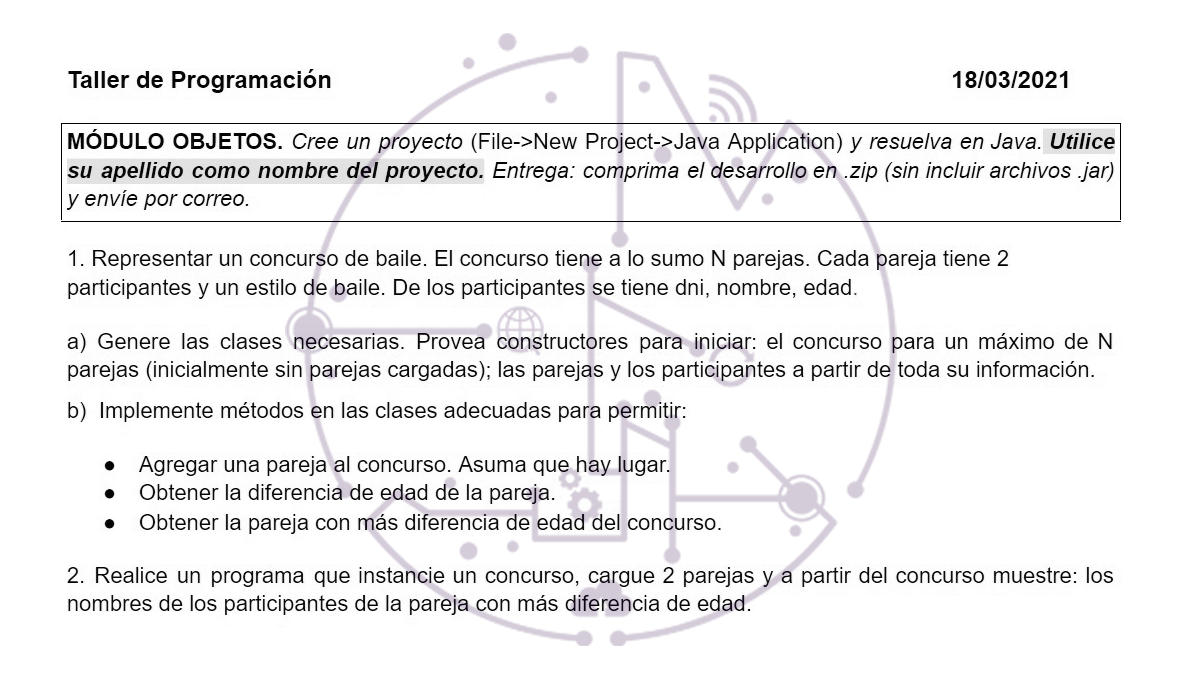 Taller de Programación 18/03/2021
MÓDULO OBJETOS. Cree un proyecto (File->New Project->Java Application) y resuelva en Java. Utilice
su apellido como nombre del proyecto. Entrega: comprima el desarrollo en .zip (sin incluir archivos .jar)
y envíe por correo.
1. Representar un concurso de baile. El concurso tiene a lo sumo N parejas. Cada pareja tiene 2
participantes y un estilo de baile. De los participantes se tiene dni, nombre, edad.
a) Genere las clases necesarias. Provea constructores para iniciar: el concurso para un máximo de N
parejas (inicialmente sin parejas cargadas); las parejas y los participantes a partir de toda su información.
b) Implemente métodos en las clases adecuadas para permitir:
● Agregar una pareja al concurso. Asuma que hay lugar.
● Obtener la diferencia de edad de la pareja.
● Obtener la pareja con más diferencia de edad del concurso.
2. Realice un programa que instancie un concurso, cargue 2 parejas y a partir del concurso muestre: los
nombres de los participantes de la pareja con más diferencia de edad.